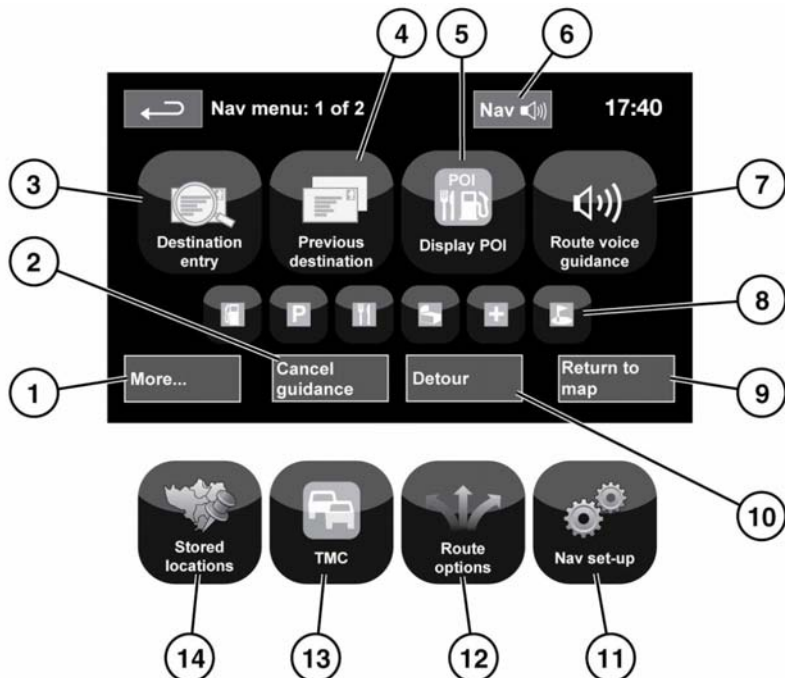 4
5
6
Nav menu: 1 of 2
Nav
17:40
3
POI
7
Destination
entry
Previous
destination
Display POI
Route voice
guidance
2
P
8
1
More...
Cancel
guidance
Detour
Return to
map
9
10
Stored
locations
TMC
Route
options
Nav set-up
14
13
12
11